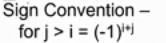 Sign Convention –
for j > i = (-1)^{i+j}